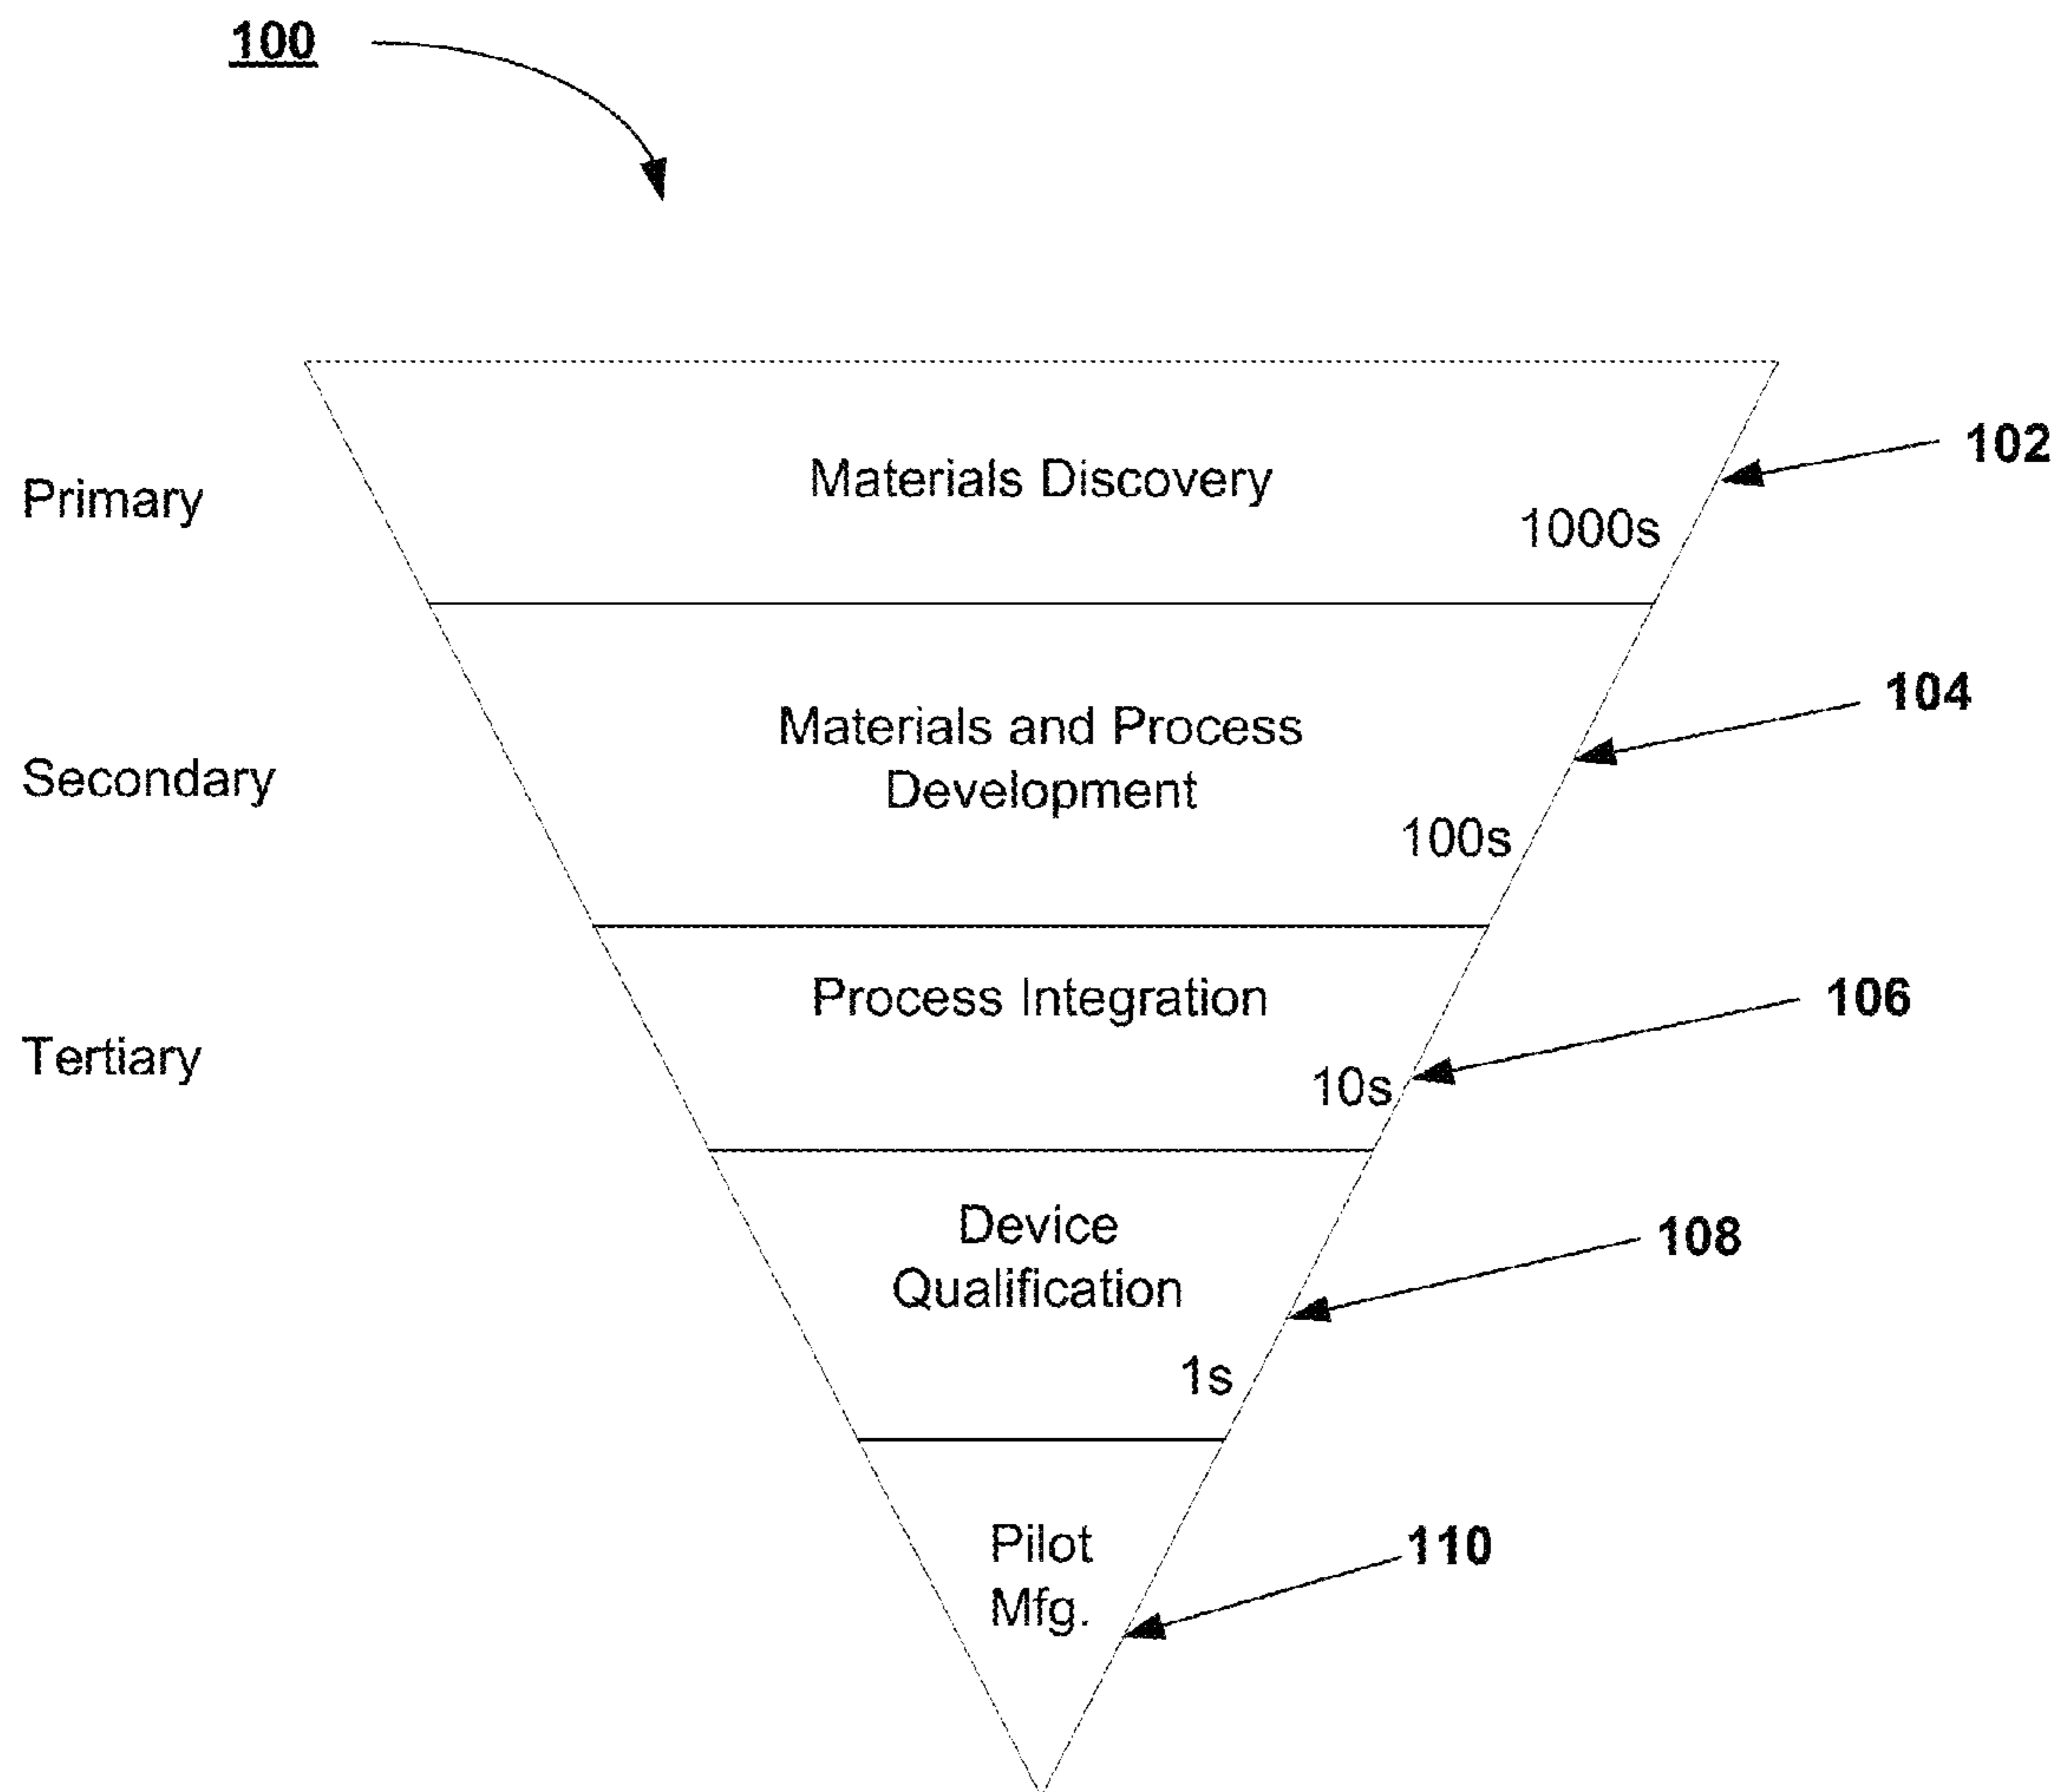 100
Materials Discovery
102
Primary
1000s
Materials and Process
Development
104
Secondary
100s
Process Integration
106
Tertiary
10s
Device
Qualification
108
1s
Pilot
Mfg.
110